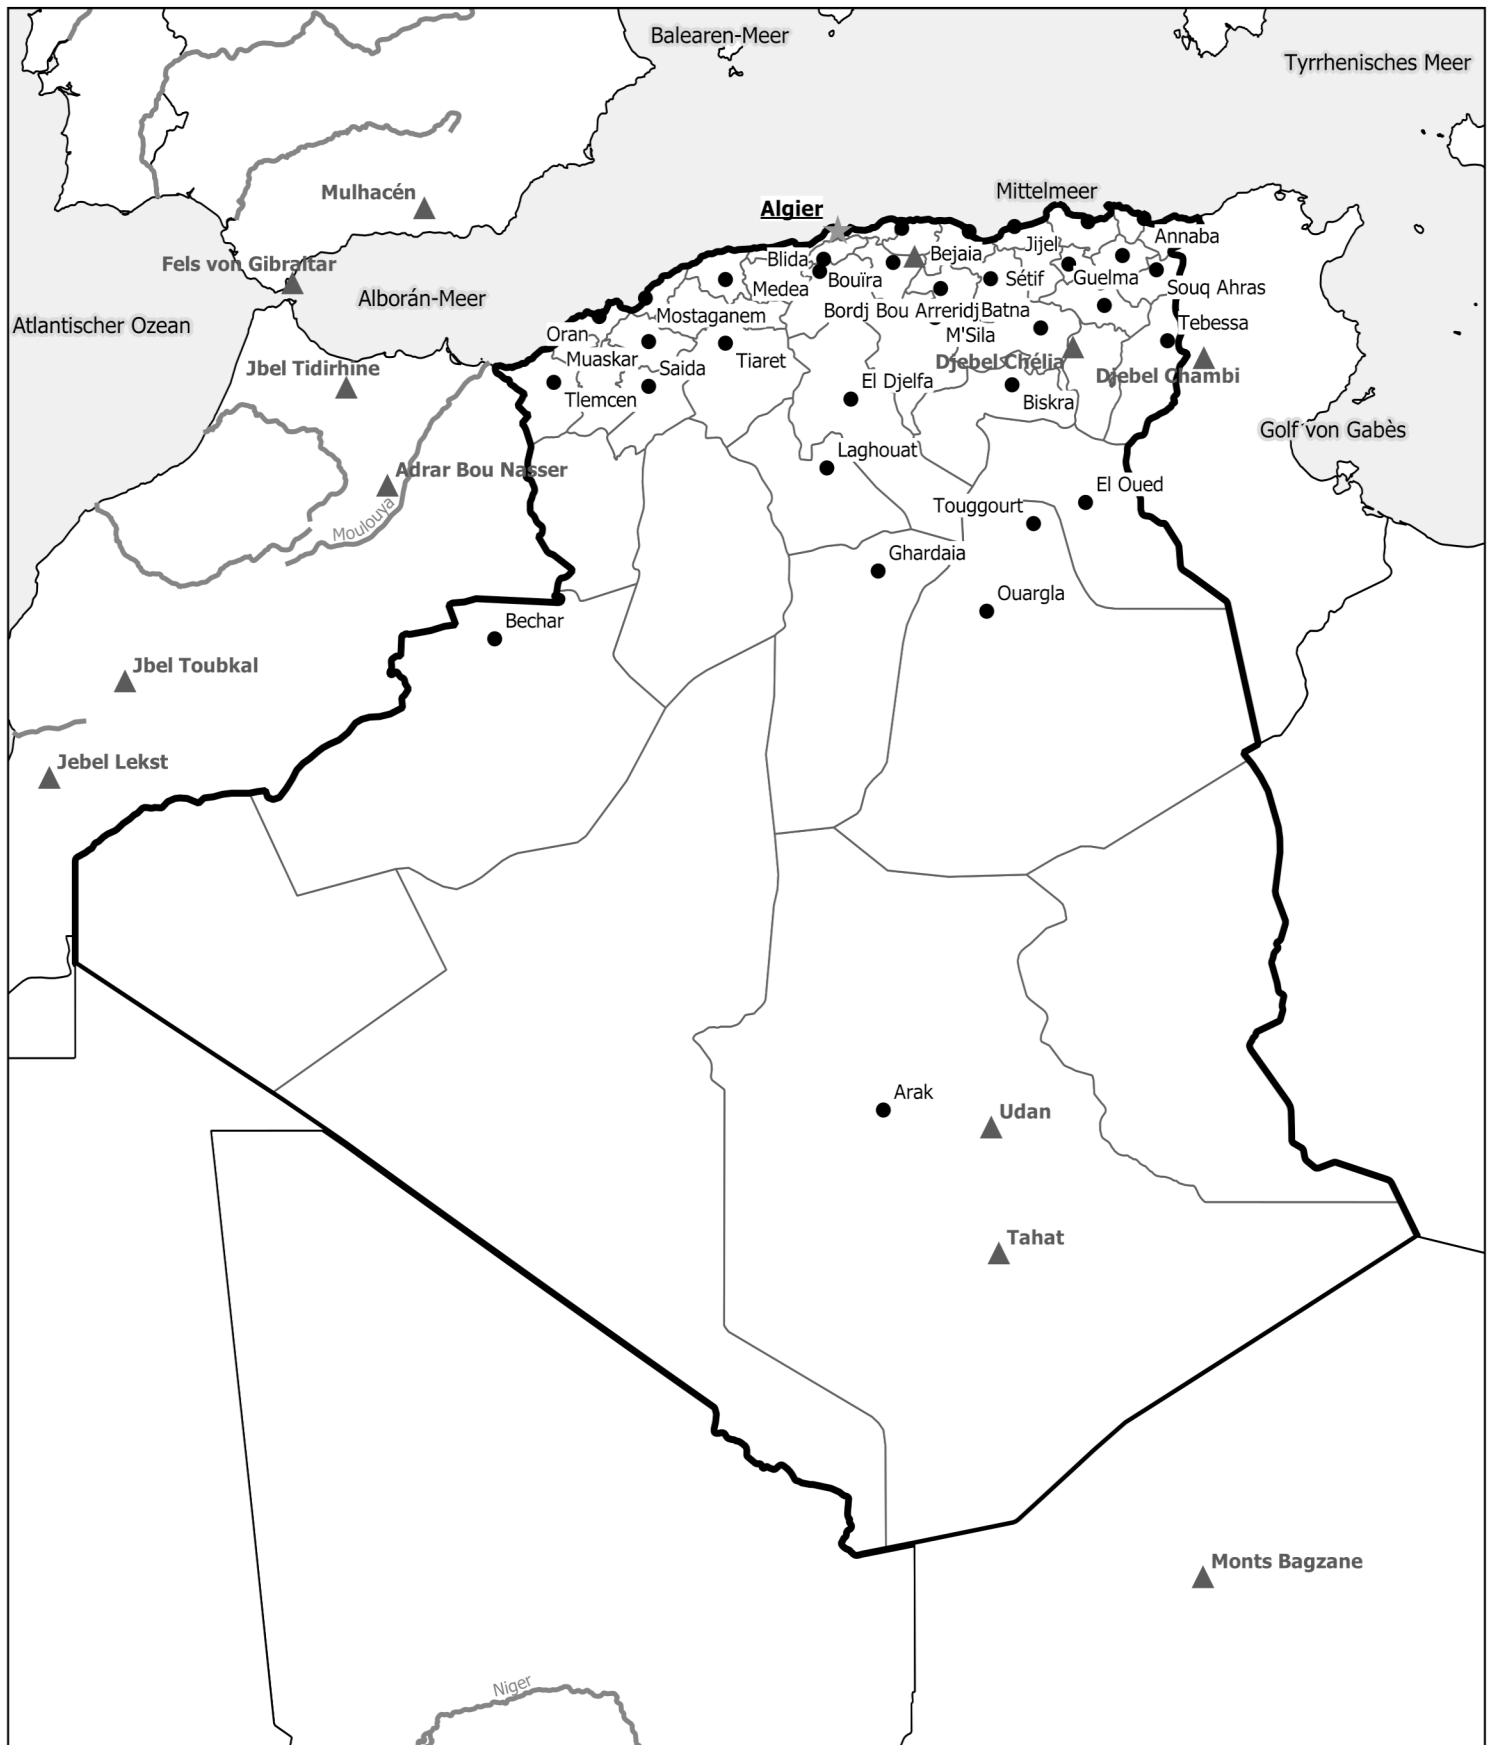 Balearen-Meer
Tyrrhenisches Meer
Mulhacén
Mittelmeer
Algier
Annaba
Jijel
Bejaia
Blida
Fels von Gibraltar
Sétif
Guelma
Bouïra
Medea
Souq Ahras
Alborán-Meer
Bordj Bou Arreridj
Batna
Mostaganem
Tebessa
Atlantischer Ozean
Oran
M'Sila
Muaskar
Tiaret
Djebel Chélia
Jbel Tidirhine
Saida
Djebel Chambi
El Djelfa
Tlemcen
Biskra
Golf von Gabès
Laghouat
Adrar Bou Nasser
El Oued
Touggourt
Moulouya
Ghardaia
Ouargla
Bechar
Jbel Toubkal
Jebel Lekst
Arak
Udan
Tahat
Monts Bagzane
Niger